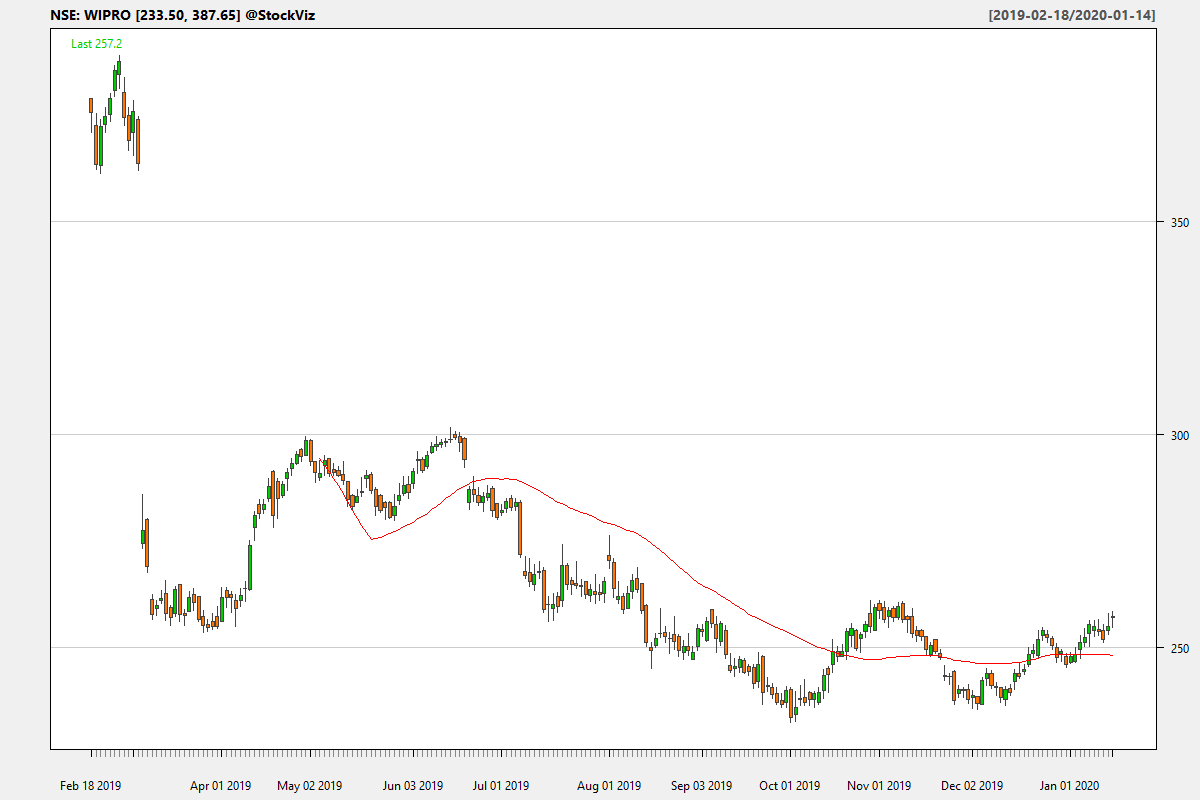 NSE: WIPRO [233.50, 387.65] @StockViz [2019-02-18/2020-01-14]
Last 257.2
350
300
250
Feb 18 2019 Apr 01 2019 May 02 2019 Jun 03 2019 Jul 01 2019 Aug 01 2019 Sep 03 2019 Oct 01 2019 Nov 01 2019 Dec 02 2019 Jan 01 2020